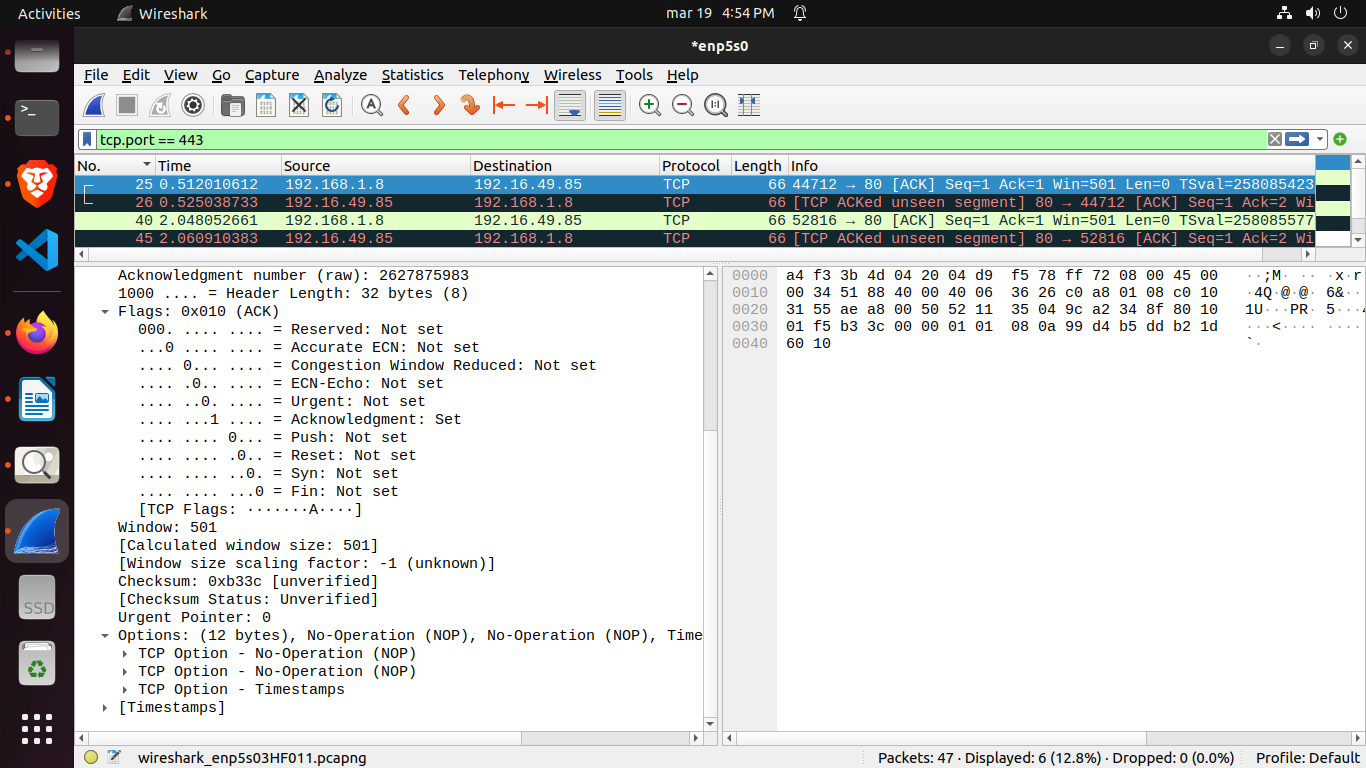 Activities Wireshark mar 19 4:54 PM
*enp5s0
File Edit View Go Capture Analyze Statistics Telephony Wireless Tools Help
tcp.port == 443
No. Time Source Destination Protocol Length Info
25 0.512010612 192.168.1.8 192.16.49.85 TCP 66 44712 → 80 [ACK] Seq=1 Ack=1 Win=501 Len=0 TSval=258085423
26 0.525038733 192.16.49.85 192.168.1.8 TCP 66 [TCP ACKed unseen segment] 80 → 44712 [ACK] Seq=1 Ack=2 Wi
40 2.048052661 192.168.1.8 192.16.49.85 TCP 66 52816 → 80 [ACK] Seq=1 Ack=1 Win=501 Len=0 TSval=258085577
45 2.060910383 192.16.49.85 192.168.1.8 TCP 66 [TCP ACKed unseen segment] 80 → 52816 [ACK] Seq=1 Ack=2 Wi
Acknowledgment number (raw): 2627875983
1000 .... = Header Length: 32 bytes (8)
Flags: 0x010 (ACK)
000. .... .... = Reserved: Not set
...0 .... .... = Accurate ECN: Not set
.... 0... .... = Congestion Window Reduced: Not set
.... .0.. .... = ECN-Echo: Not set
.... ..0. .... = Urgent: Not set
.... ...1 .... = Acknowledgment: Set
.... .... 0... = Push: Not set
.... .... .0.. = Reset: Not set
.... .... ..0. = Syn: Not set
.... .... ...0 = Fin: Not set
[TCP Flags: ·······A····]
Window: 501
[Calculated window size: 501]
[Window size scaling factor: -1 (unknown)]
Checksum: 0xb33c [unverified]
[Checksum Status: Unverified]
Urgent Pointer: 0
Options: (12 bytes), No-Operation (NOP), No-Operation (NOP), Time
TCP Option - No-Operation (NOP)
TCP Option - No-Operation (NOP)
TCP Option - Timestamps
[Timestamps]
0000 a4 f3 3b 4d 04 20 04 d9 f5 78 ff 72 08 00 45 00 ··;M· ·· ·x·r
0010 00 34 51 88 40 00 40 06 36 26 c0 a8 01 08 c0 10 ·4Q·@·@· 6&··
0020 31 55 ae a8 00 50 52 11 35 04 9c a2 34 8f 80 10 1U···PR· 5···4
0030 01 f5 b3 3c 00 00 01 01 08 0a 99 d4 b5 dd b2 1d ···<···· ····
0040 60 10 `·
SSD
wireshark_enp5s03HF011.pcapng Packets: 47 · Displayed: 6 (12.8%) · Dropped: 0 (0.0%) Profile: Default